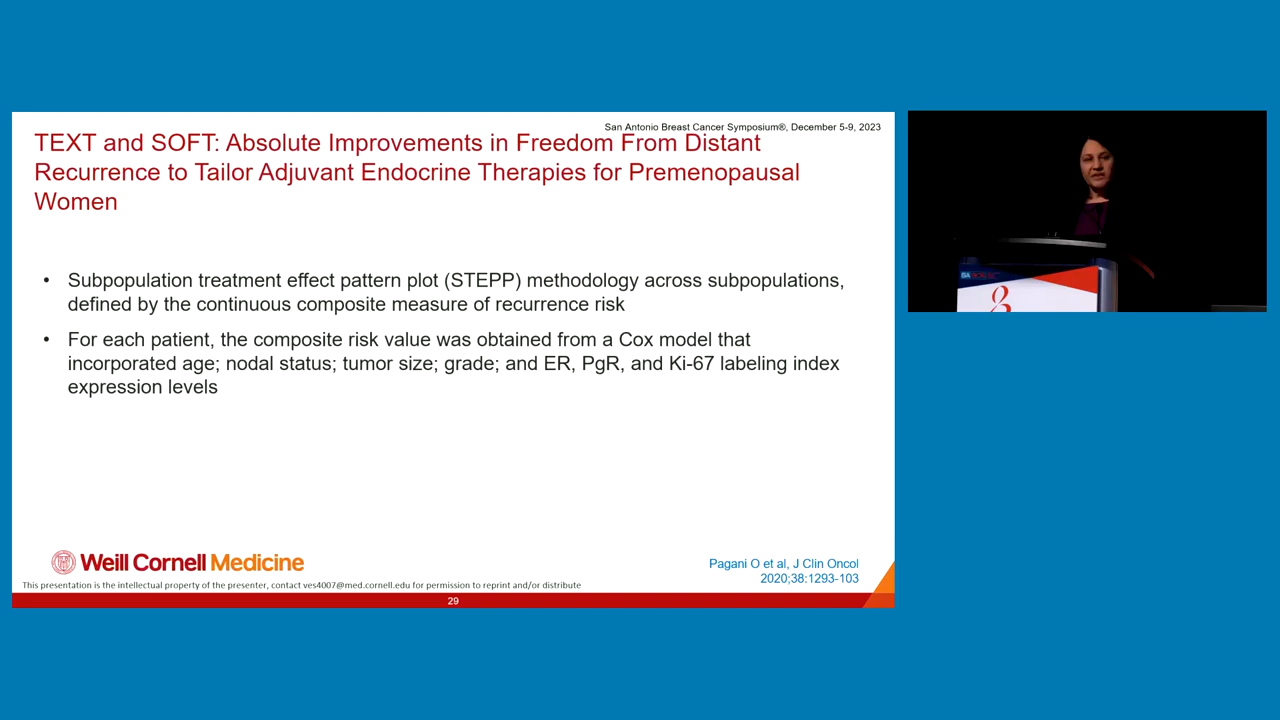 San Antonio Breast Cancer Symposium®, December 5-9, 2023
TEXT and SOFT: Absolute Improvements in Freedom From Distant
Recurrence to Tailor Adjuvant Endocrine Therapies for Premenopausal
Women
• Subpopulation treatment effect pattern plot (STEPP) methodology across subpopulations,
defined by the continuous composite measure of recurrence risk
• For each patient, the composite risk value was obtained from a Cox model that
incorporated age; nodal status; tumor size; grade; and ER, PgR, and Ki-67 labeling index
expression levels
Weill Cornell Medicine
Pagani O et al, J Clin Oncol
2020;38:1293-103
This presentation is the intellectual property of the presenter, contact ves4007@med.cornell.edu for permission to reprint and/or distribute
29